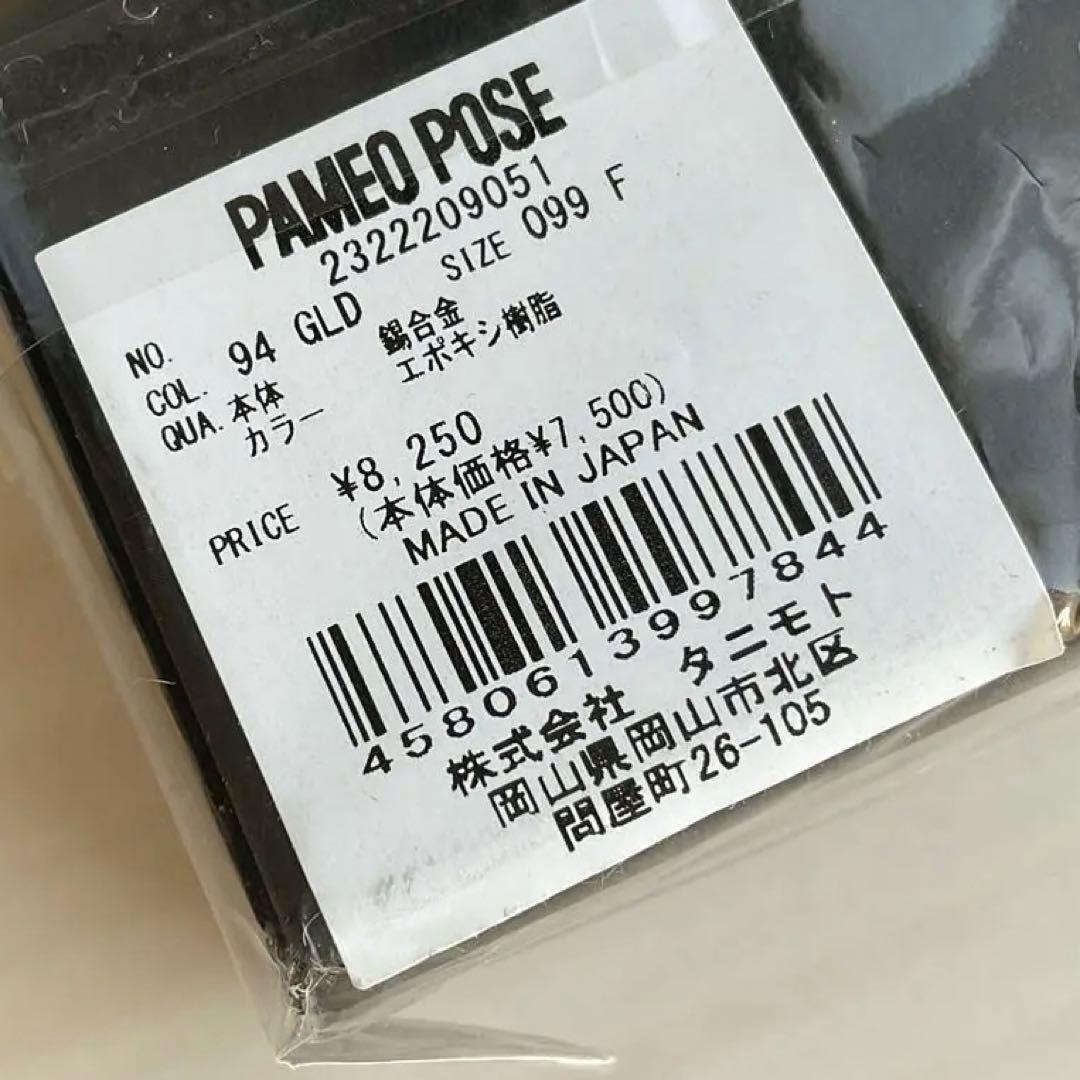 PAMEO POSE
NO. 2322209051
COL. 94 GLD SIZE 099 F
QUA. 本体 錫合金
カラー エポキシ樹脂
PRICE ¥8,250
(本体価格¥7,500)
MADE IN JAPAN
4580613997844
株式会社 タニモト
岡山県岡山市北区
問屋町26-105